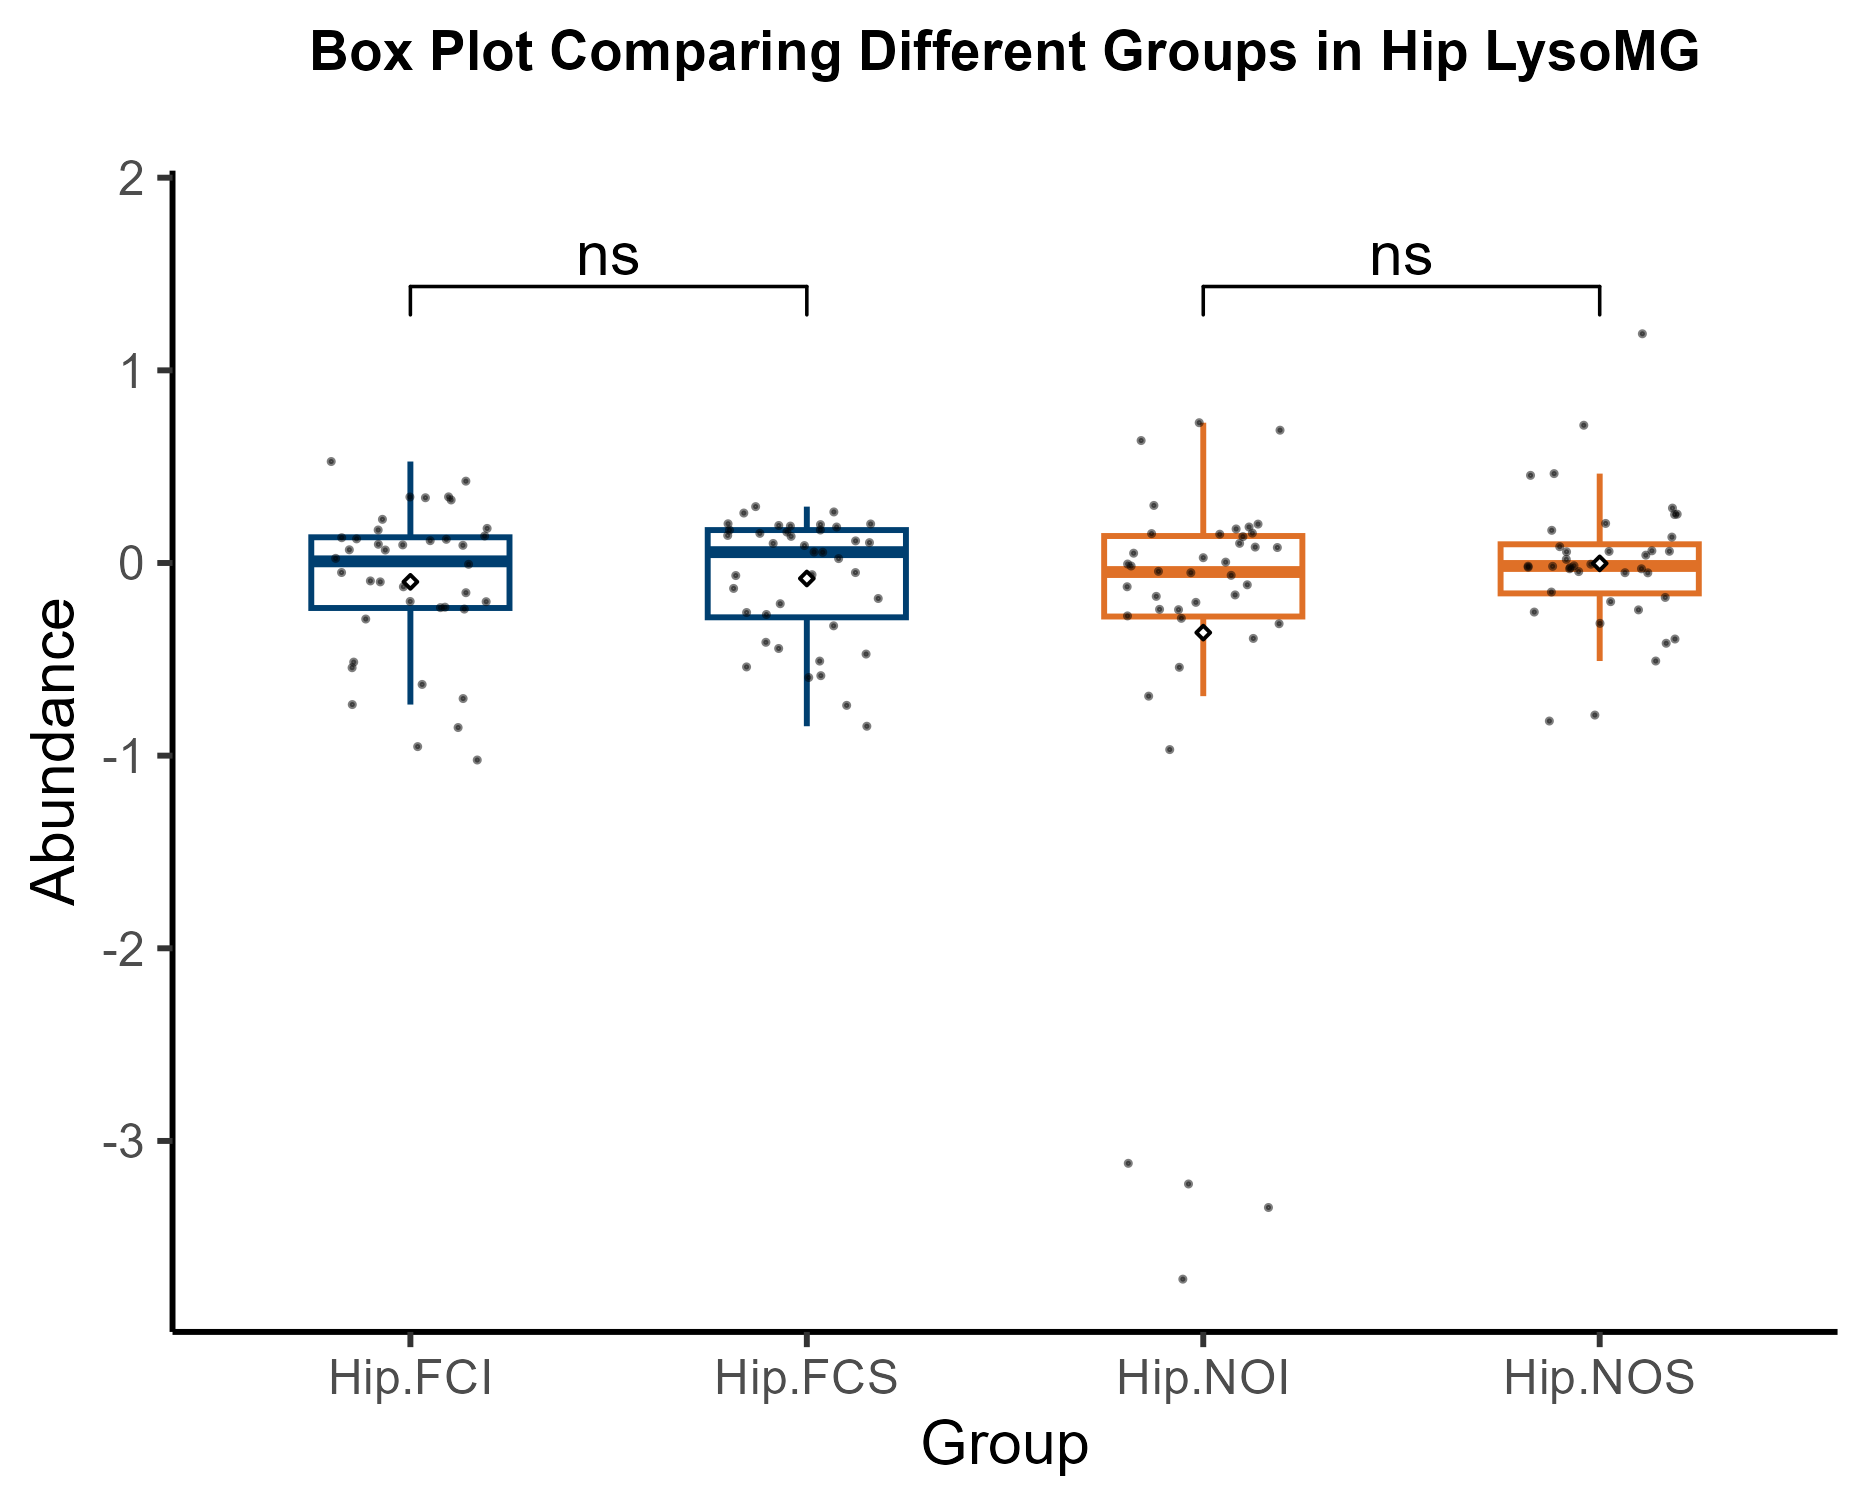 Box Plot Comparing Different Groups in Hip LysoMG
2
1
0
-1
-2
-3
ns
ns
Abundance
Hip.FCI
Hip.FCS
Hip.NOI
Hip.NOS
Group